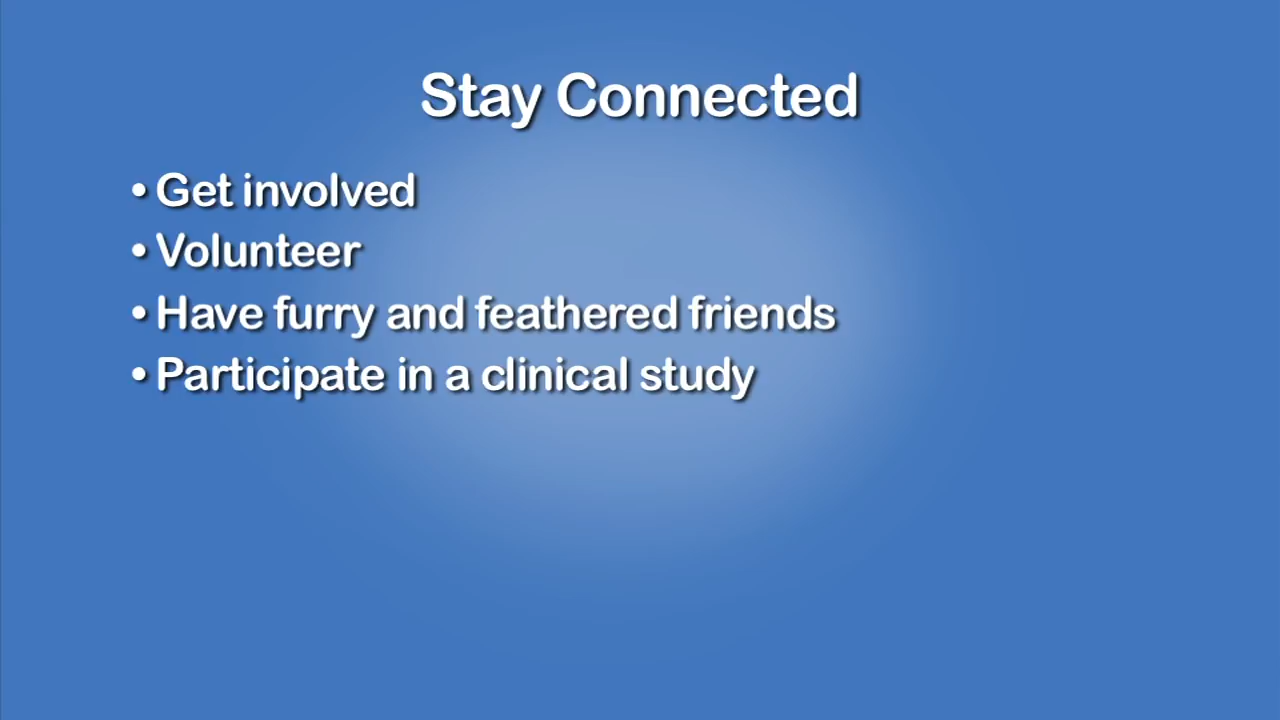 Stay Connected
• Get involved
• Volunteer
• Have furry and feathered friends
• Participate in a clinical study